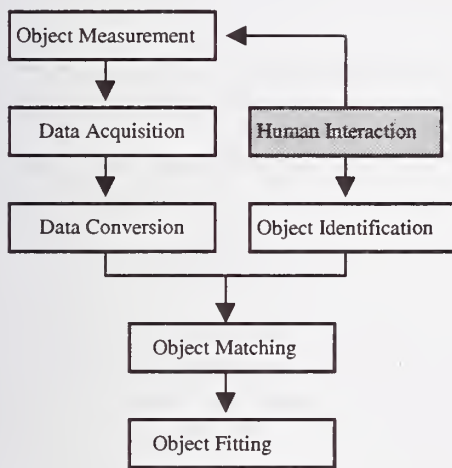 Object Measurement
Data Acquisition
Human Interaction
Data Conversion
Object Identification
Object Matching
Object Fitting